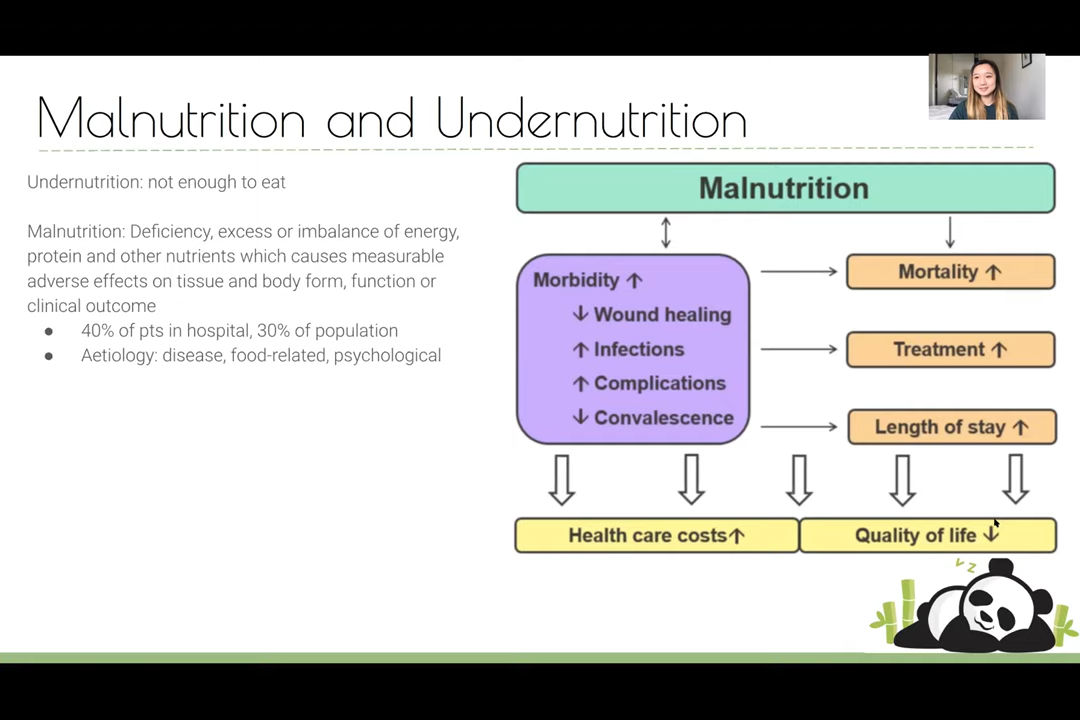 Malnutrition and Undernutrition
Undernutrition: not enough to eat
Malnutrition: Deficiency, excess or imbalance of energy,
protein and other nutrients which causes measurable
adverse effects on tissue and body form, function or
clinical outcome
● 40% of pts in hospital, 30% of population
● Aetiology: disease, food-related, psychological
Malnutrition
Morbidity ↑
↓ Wound healing
↑ Infections
↑ Complications
↓ Convalescence
Mortality ↑
Treatment ↑
Length of stay ↑
Health care costs↑
Quality of life ↓
v z